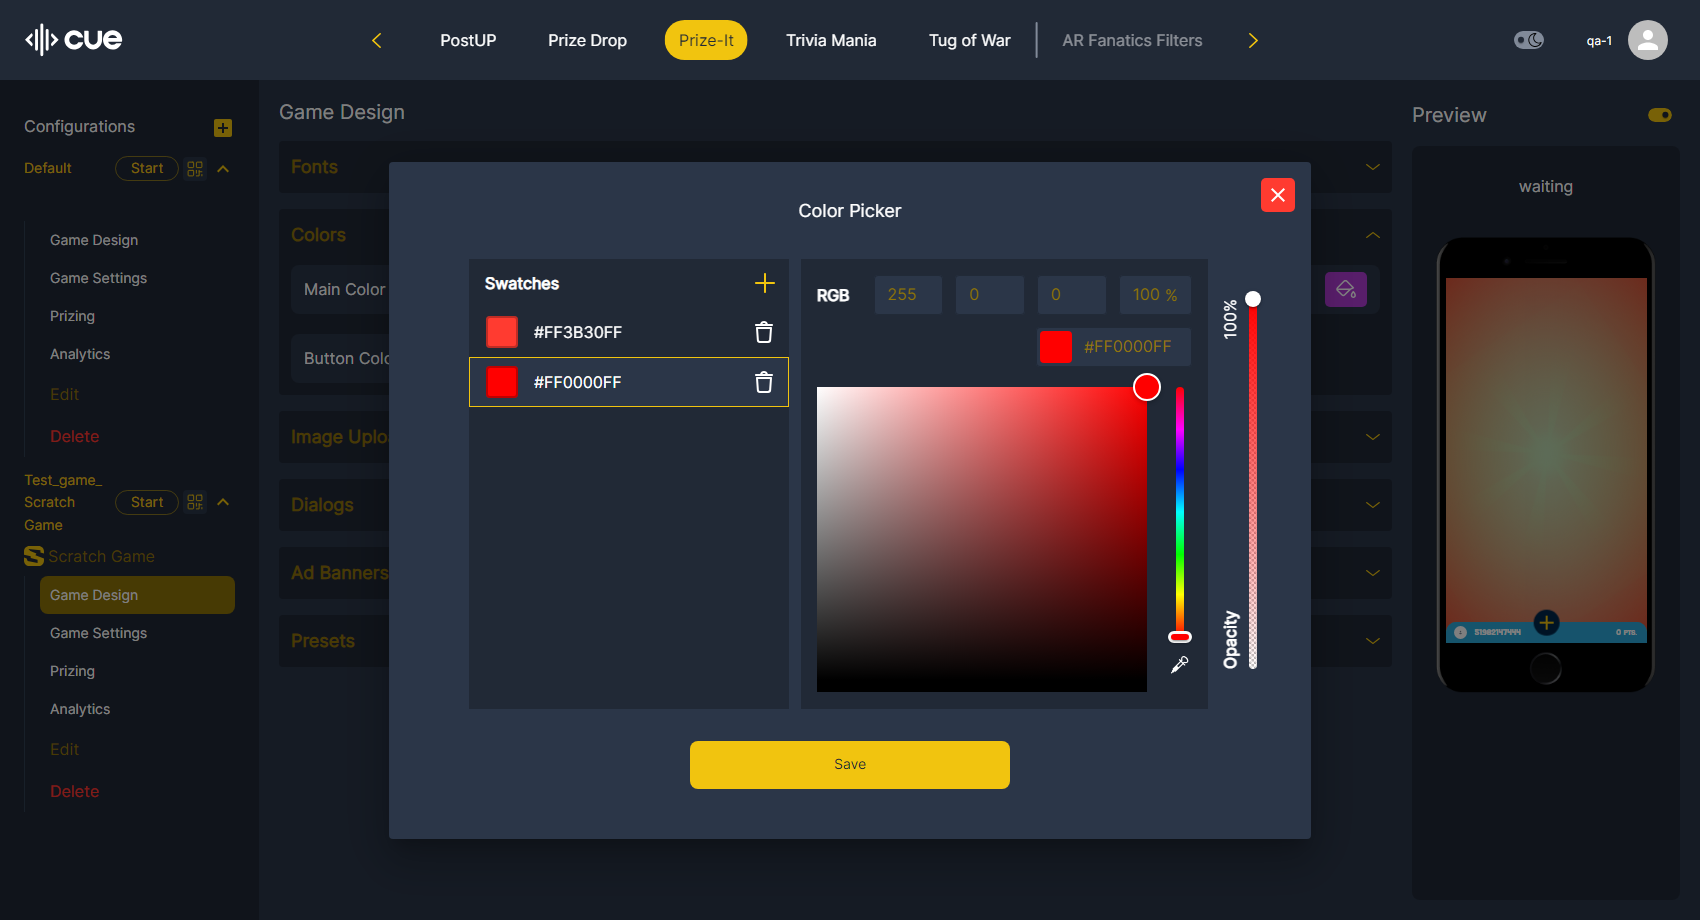 cue
PostUP
Prize Drop
Prize-It
Trivia Mania
Tug of War
AR Fanatics Filters
qa-1
Configurations
Default
Start
Game Design
Game Settings
Prizing
Analytics
Edit
Delete
Test_game_
Scratch
Game
Start
Scratch Game
Game Design
Game Settings
Prizing
Analytics
Edit
Delete
Game Design
Fonts
Colors
Main Color
Button Colo
Image Uplo
Dialogs
Ad Banners
Presets
Color Picker
Swatches
#FF3B30FF
#FF0000FF
RGB
255
0
0
100 %
#FF0000FF
100%
Opacity
Save
Preview
waiting
51982147444
0 PTS.